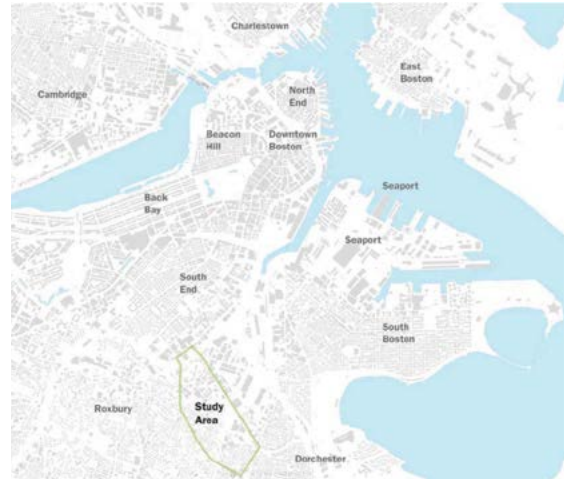 Charlestown
Cambridge
East
Boston
North
End
Beacon
Hill
Downtown
Boston
Back
Bay
Seaport
Seaport
South
End
South
Boston
Roxbury
Study
Area
Dorchester